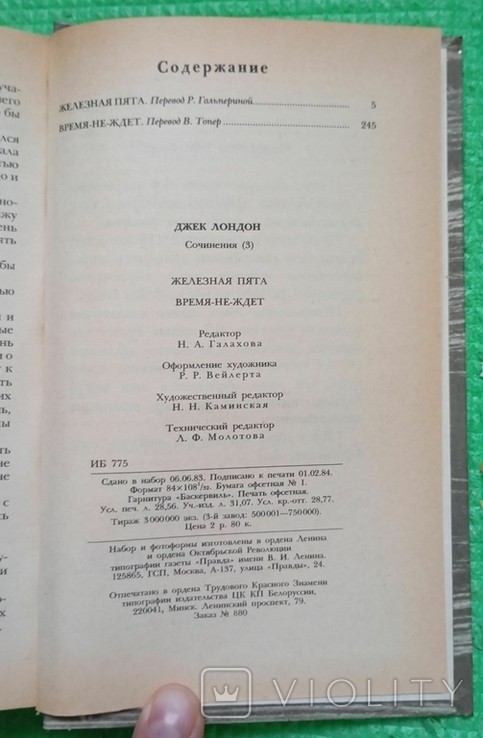 Содержание
ЖЕЛЕЗНАЯ ПЯТА. Перевод Р. Гальпериной 5
ВРЕМЯ-НЕ-ЖДЕТ. Перевод В. Топер 245
ДЖЕК ЛОНДОН
Сочинения (3)
ЖЕЛЕЗНАЯ ПЯТА
ВРЕМЯ-НЕ-ЖДЕТ
Редактор
Н. А. Галахова
Оформление художника
Р. Р. Вейлерта
Художественный редактор
Н. Н. Каминская
Технический редактор
Л. Ф. Молотова
ИБ 775
Сдано в набор 06.06.83. Подписано к печати 01.02.84.
Формат 84×108¹/₃₂. Бумага офсетная № 1.
Гарнитура «Баскервиль». Печать офсетная.
Усл. печ. л. 28,56. Уч.-изд. л. 31,07. Усл. кр.-отт. 28,77.
Тираж 3 000 000 экз. (3-й завод: 500001—750000).
Цена 2 р. 80 к.
Набор и фотоформы изготовлены в ордена Ленина
и ордена Октябрьской Революции
типографии газеты «Правда» имени В. И. Ленина.
125865, ГСП, Москва, А-137, улица «Правды», 24.
Отпечатано в ордена Трудового Красного Знамени
типографии издательства ЦК КП Белоруссии,
220041, Минск, Ленинский проспект, 79.
Заказ № 880
VIOLITY